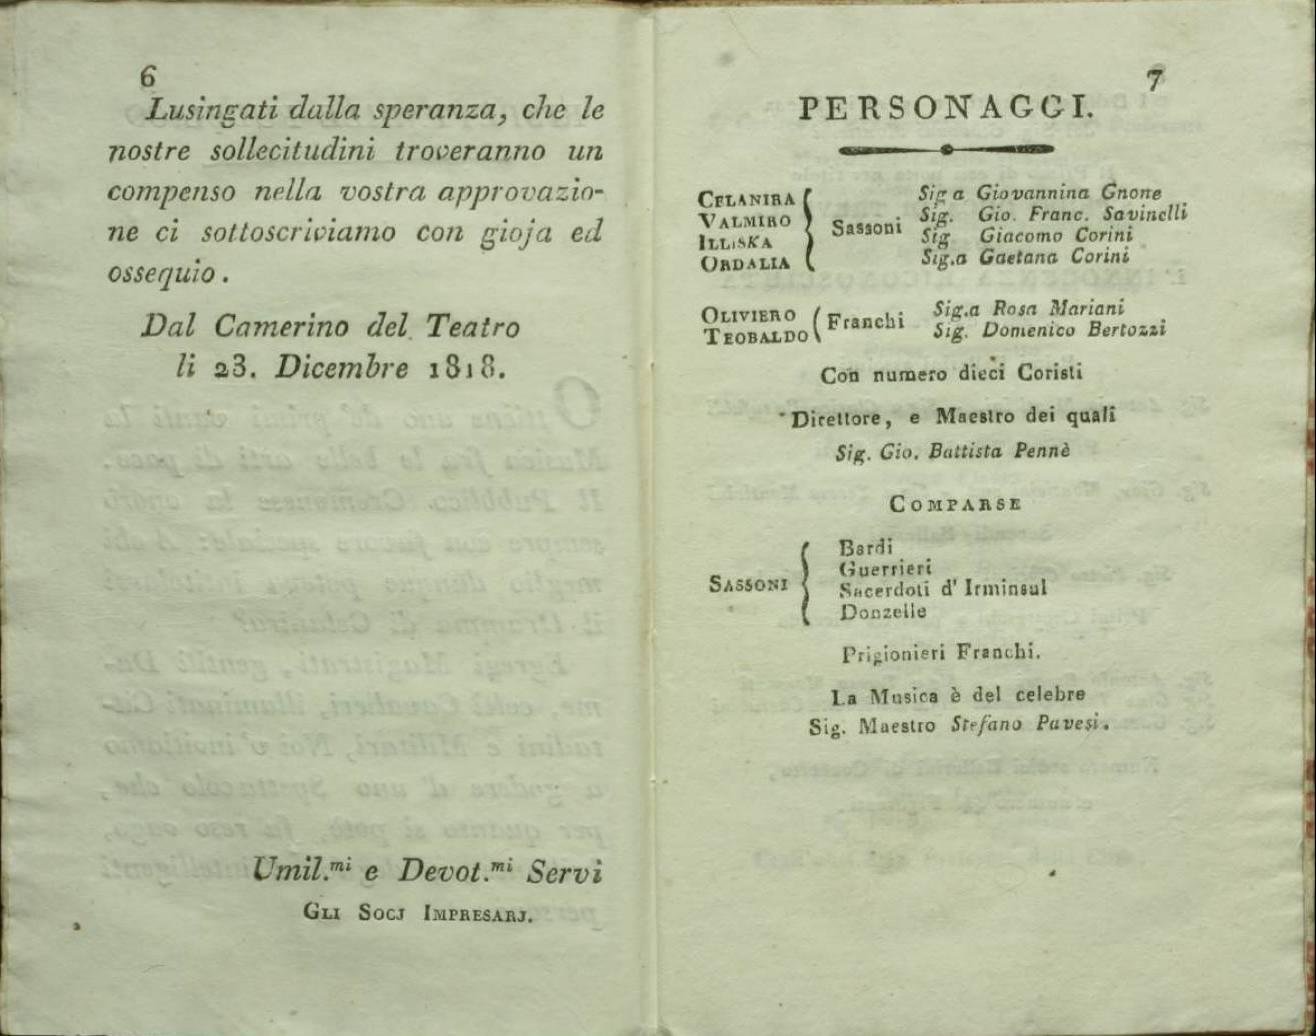 6
Lusingati dalla speranza, che le
nostre sollecitudini troveranno un
compenso nella vostra approvazio-
ne ci sottoscriviamo con gioja ed
ossequio.
Dal Camerino del Teatro
li 23. Dicembre 1818.
Umil.mi e Devot.mi Servi
GLI SOCJ IMPRESARJ.
7
PERSONAGGI.
CELANIRA Sig a Giovannina Gnone
VALMIRO Sig. Gio. Franc. Savinelli
Sassoni
ILLISKA Sig Giacomo Corini
ORDALIA Sig.a Gaetana Corini
OLIVIERO Sig.a Rosa Mariani
Franchi
TEOBALDO Sig. Domenico Bertozzi
Con numero dieci Coristi
Direttore, e Maestro dei quali
Sig. Gio. Battista Pennè
COMPARSE
SASSONI
Bardi
Guerrieri
Sacerdoti d' Irminsul
Donzelle
Prigionieri Franchi.
La Musica è del celebre
Sig. Maestro Stefano Pavesi.